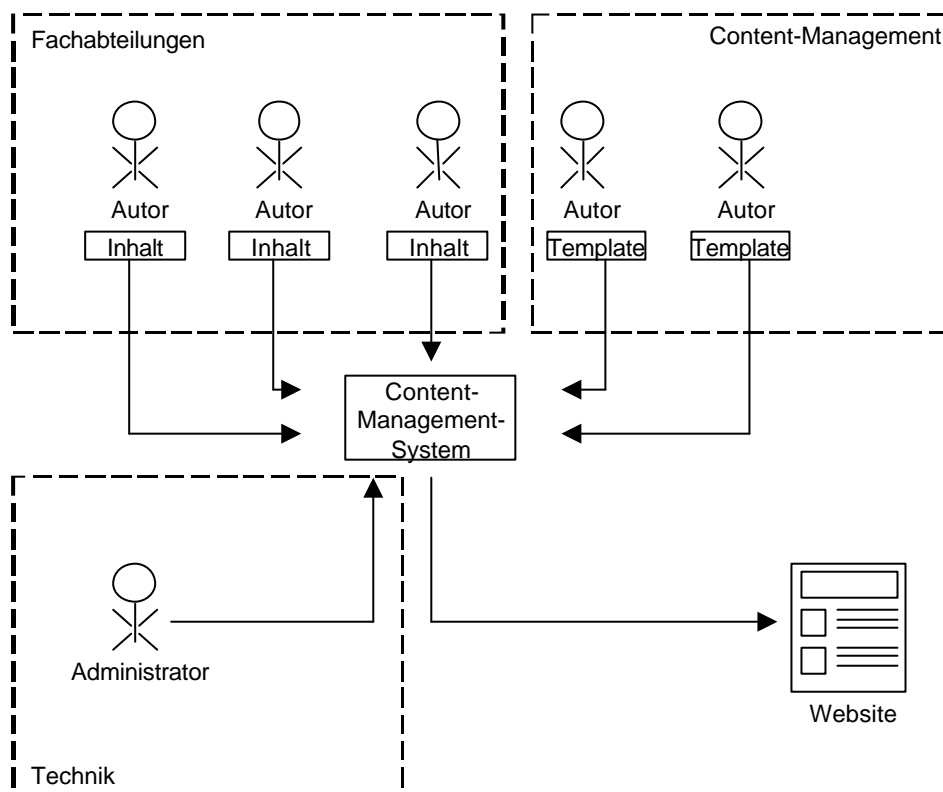 Fachabteilungen
Content-Management
Autor
Autor
Autor
Autor
Autor
Inhalt
Inhalt
Inhalt
Template
Template
Content-
Management-
System
Administrator
Website
Technik